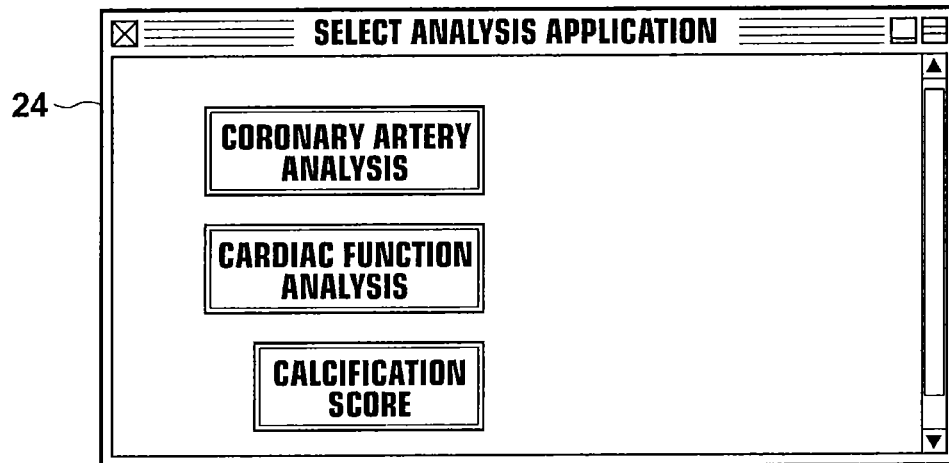 SELECT ANALYSIS APPLICATION
24
CORONARY ARTERY
ANALYSIS
CARDIAC FUNCTION
ANALYSIS
CALCIFICATION
SCORE